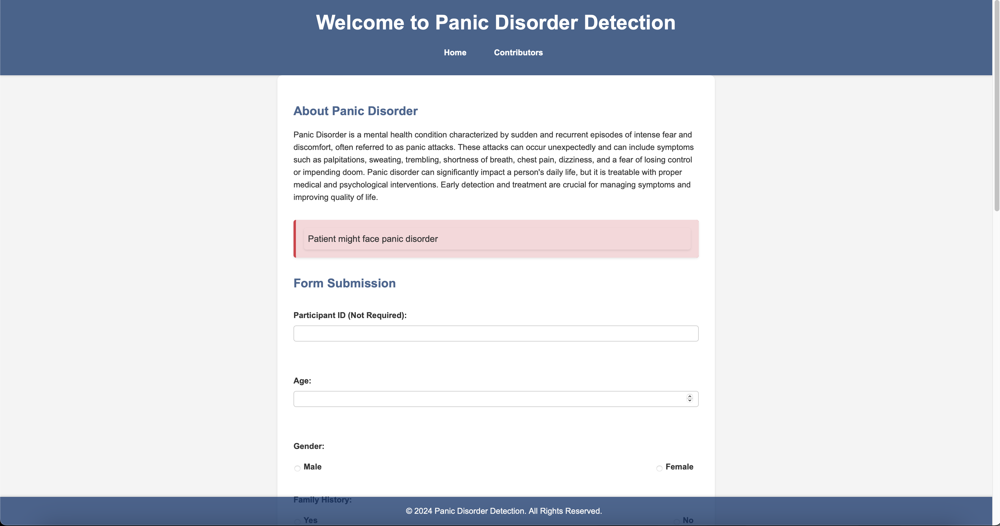 Welcome to Panic Disorder Detection
Home Contributors
About Panic Disorder
Panic Disorder is a mental health condition characterized by sudden and recurrent episodes of intense fear and
discomfort, often referred to as panic attacks. These attacks can occur unexpectedly and can include symptoms
such as palpitations, sweating, trembling, shortness of breath, chest pain, dizziness, and a fear of losing control
or impending doom. Panic disorder can significantly impact a person's daily life, but it is treatable with proper
medical and psychological interventions. Early detection and treatment are crucial for managing symptoms and
improving quality of life.
Patient might face panic disorder
Form Submission
Participant ID (Not Required):
Age:
Gender:
Male Female
Family History:
© 2024 Panic Disorder Detection. All Rights Reserved.
Yes No